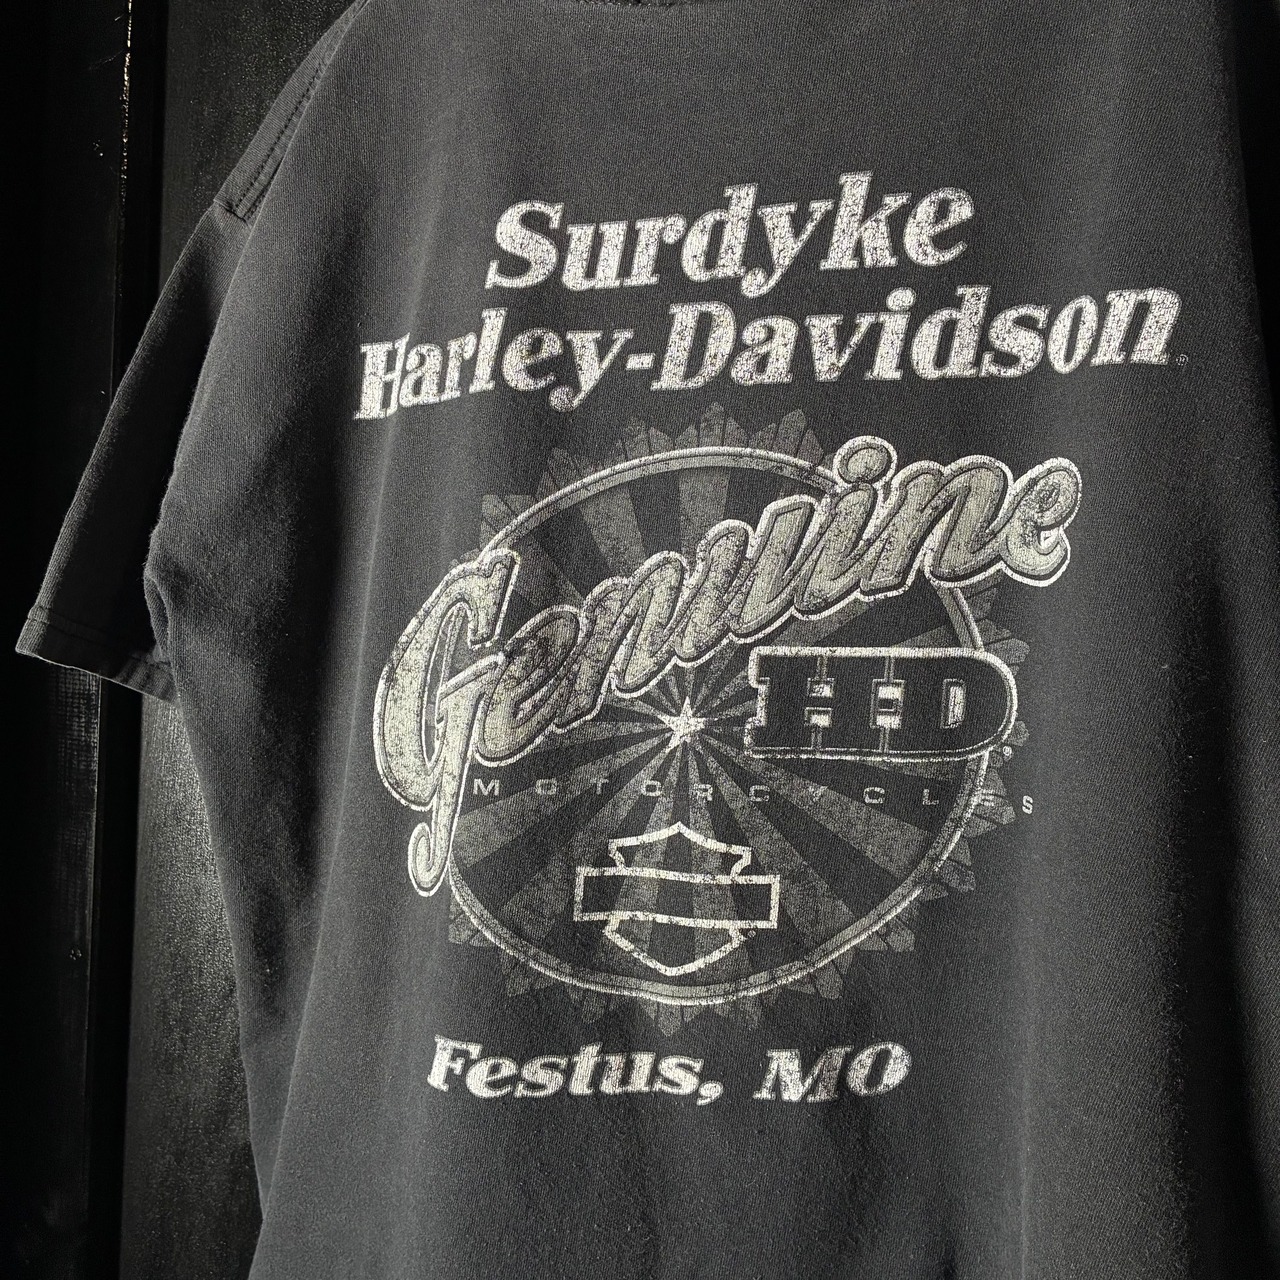 Surdyke
Harley-Davidson
Genuine
HD
MOTORCYCLES
Festus, MO